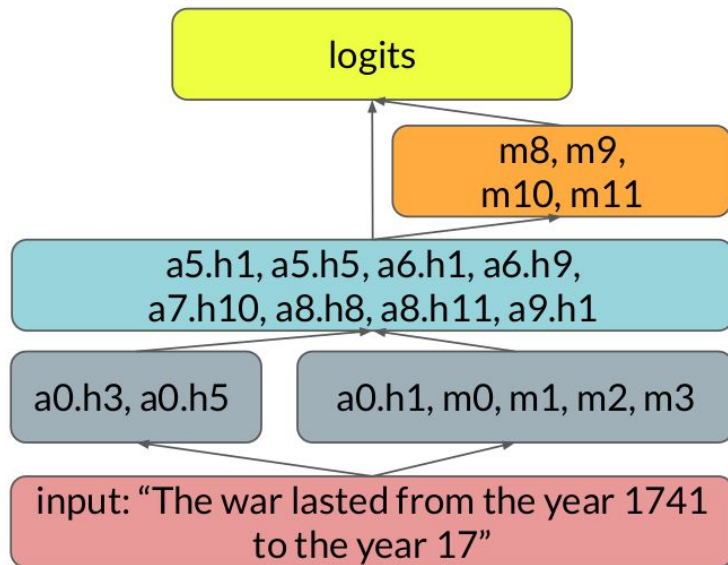 logits
m8, m9,
m10, m11
a5.h1, a5.h5, a6.h1, a6.h9,
a7.h10, a8.h8, a8.h11, a9.h1
a0.h3, a0.h5
a0.h1, m0, m1, m2, m3
input: “The war lasted from the year 1741
to the year 17”